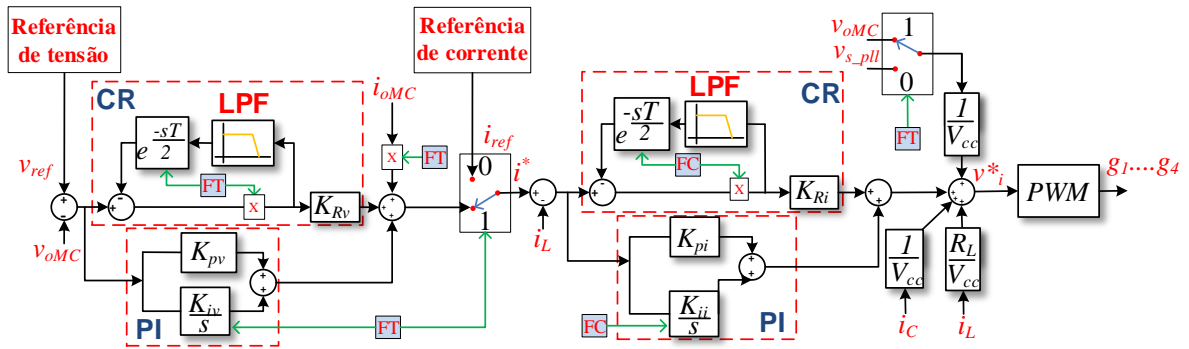 Referência
de tensão
Referência
de corrente
v_oMC
v_s_pll
1
0
FT
CR
LPF
e^{-sT/2}
FT
x
K_Rv
v_ref
v_oMC
+
-
+
-
i_oMC
x
FT
+
+
+
i_ref
0
i*
1
+
-
i_L
CR
LPF
e^{-sT/2}
FC
x
K_Ri
+
-
+
+
1/V_cc
v*_i
+
+
+
+
PWM
g_1....g_4
K_pv
K_iv/s
+
+
PI
FT
K_pi
K_ii/s
+
+
PI
FC
1/V_cc
R_L/V_cc
i_C
i_L